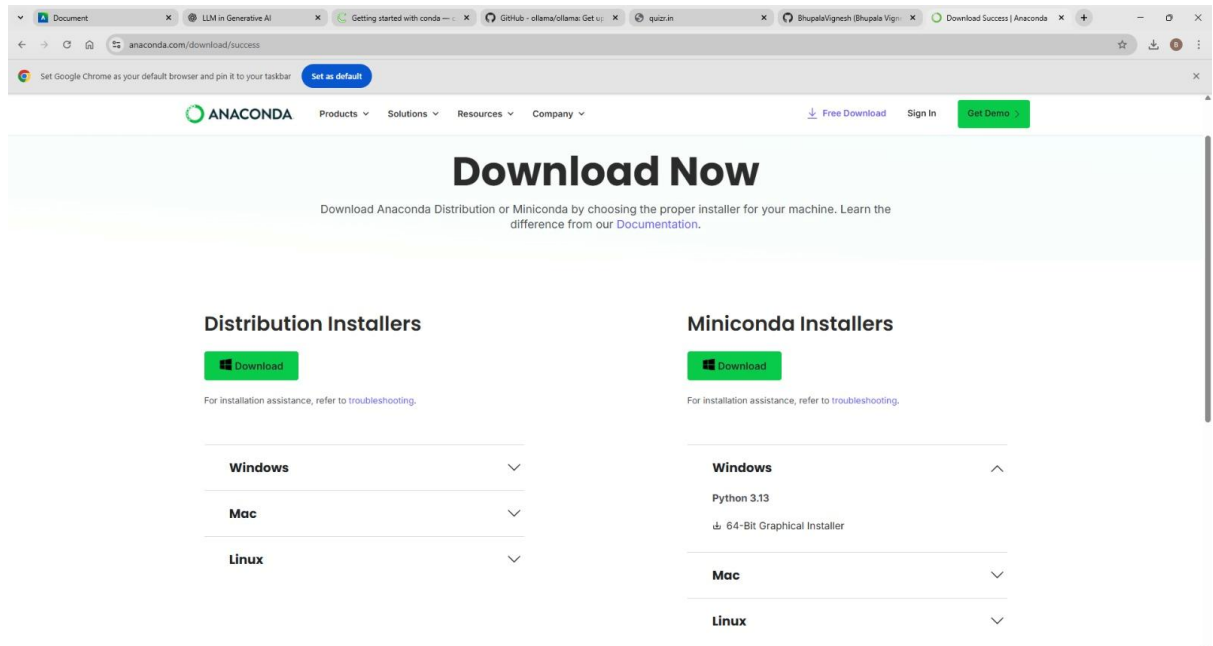 Document
LLM in Generative AI
Getting started with conda —
GitHub - ollama/ollama: Get up
quizr.in
BhupalaVignesh (Bhupala Vign
Download Success | Anaconda
anaconda.com/download/success
B
Set Google Chrome as your default browser and pin it to your taskbar
Set as default
ANACONDA
Products
Solutions
Resources
Company
Free Download
Sign In
Get Demo
Download Now
Download Anaconda Distribution or Miniconda by choosing the proper installer for your machine. Learn the
difference from our Documentation.
Distribution Installers
Download
For installation assistance, refer to troubleshooting.
Windows
Mac
Linux
Miniconda Installers
Download
For installation assistance, refer to troubleshooting.
Windows
Python 3.13
64-Bit Graphical Installer
Mac
Linux